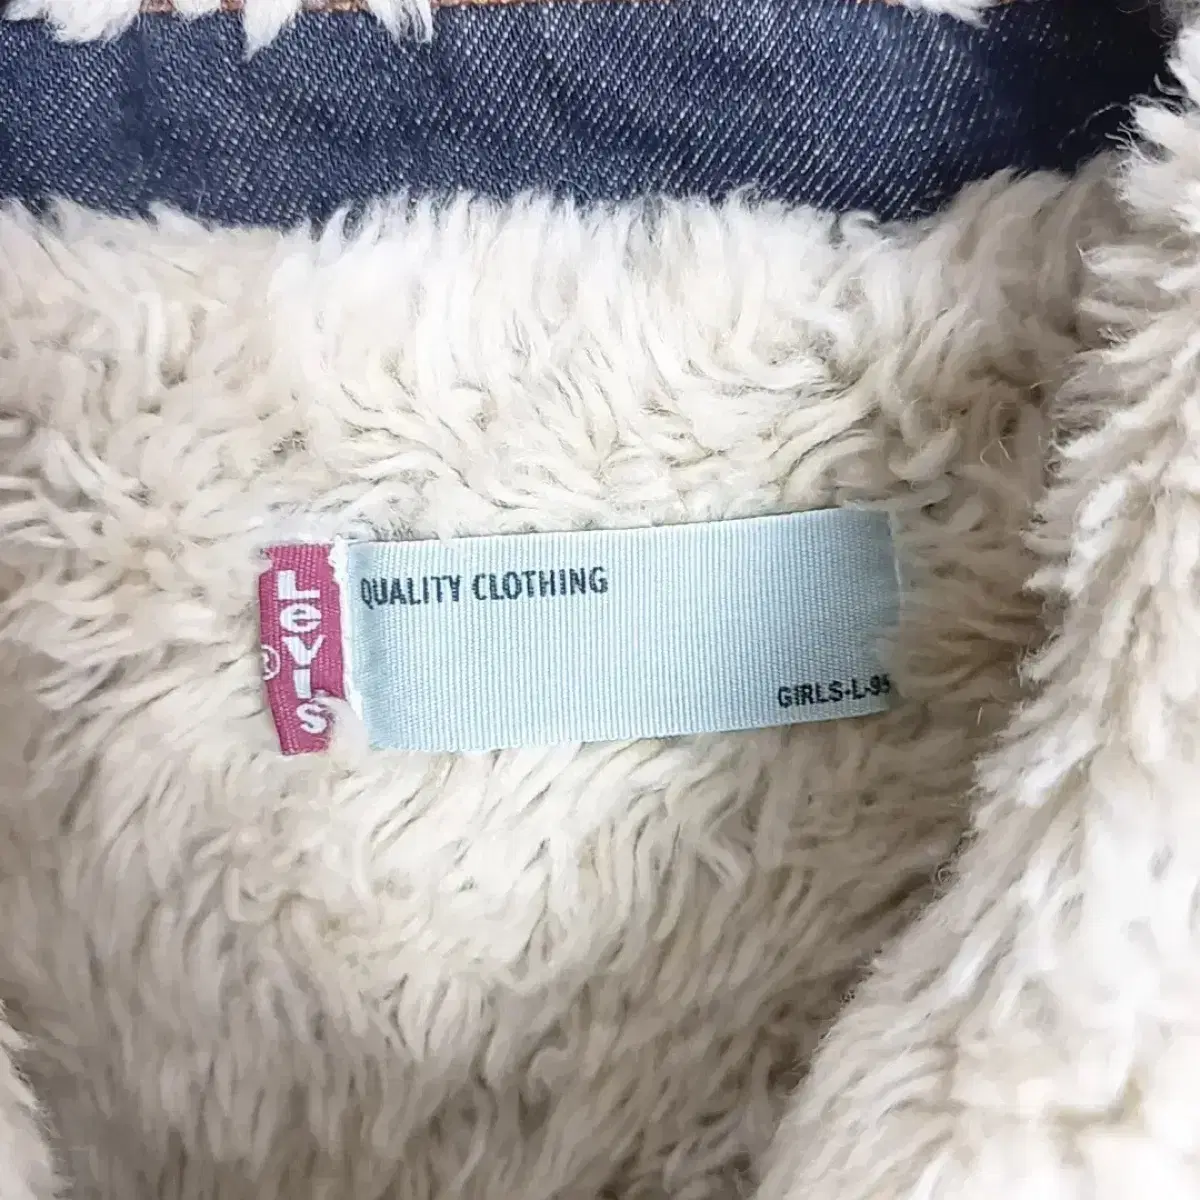 Levi's
®
QUALITY CLOTHING
GIRLS-L-95